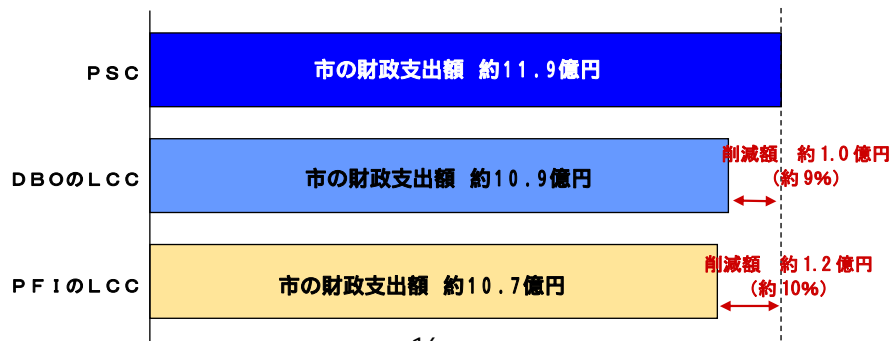 PSC
市の財政支出額 約11.9億円
DBOのLCC
市の財政支出額 約10.9億円
削減額 約1.0億円
(約9%)
PFIのLCC
市の財政支出額 約10.7億円
削減額 約1.2億円
(約10%)